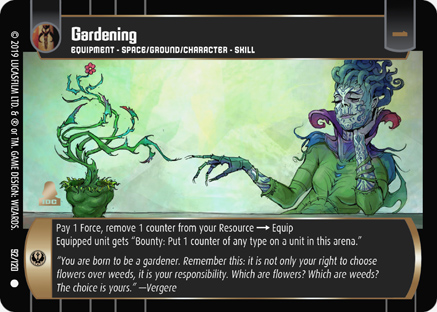 Gardening
EQUIPMENT - SPACE/GROUND/CHARACTER - SKILL
© 2019 LUCASFILM LTD. & ® or TM. GAME DESIGN: WIZARDS.
92/120
IDC
Pay 1 Force, remove 1 counter from your Resource → Equip
Equipped unit gets "Bounty: Put 1 counter of any type on a unit in this arena."
"You are born to be a gardener. Remember this: it is not only your right to choose
flowers over weeds, it is your responsibility. Which are flowers? Which are weeds?
The choice is yours." —Vergere